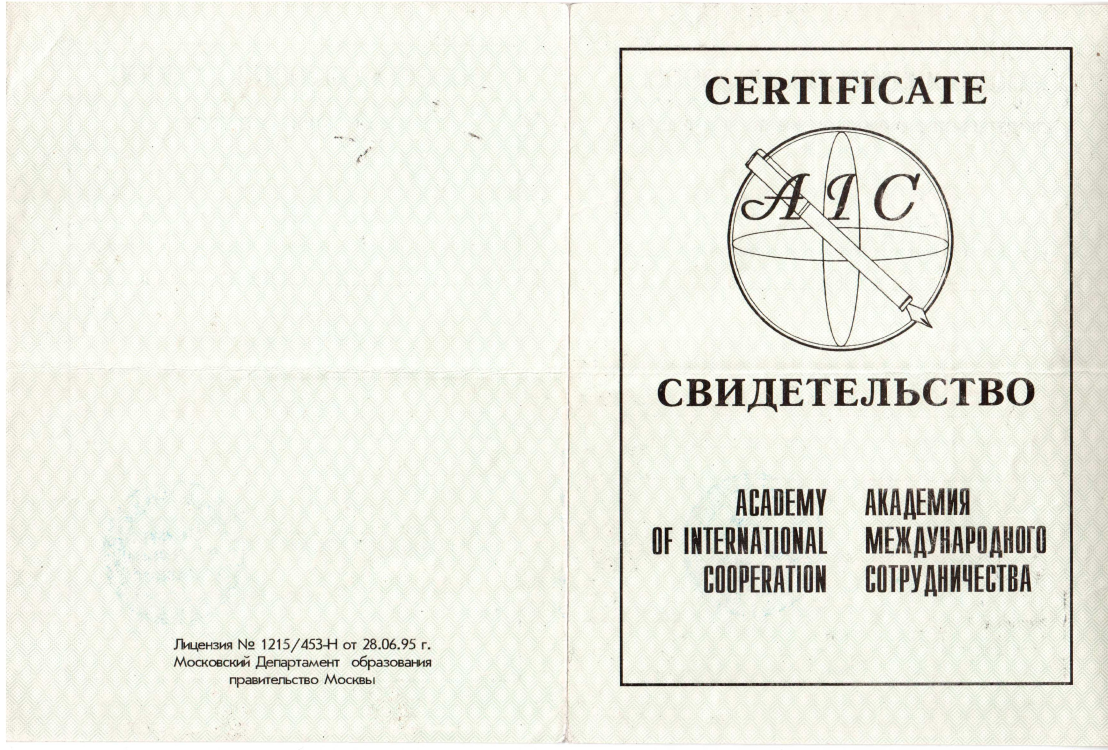 CERTIFICATE
AIC
СВИДЕТЕЛЬСТВО
ACADEMY
OF INTERNATIONAL
COOPERATION
АКАДЕМИЯ
МЕЖДУНАРОДНОГО
СОТРУДНИЧЕСТВА
Лицензия № 1215/453-Н от 28.06.95 г.
Московский Департамент образования
правительство Москвы